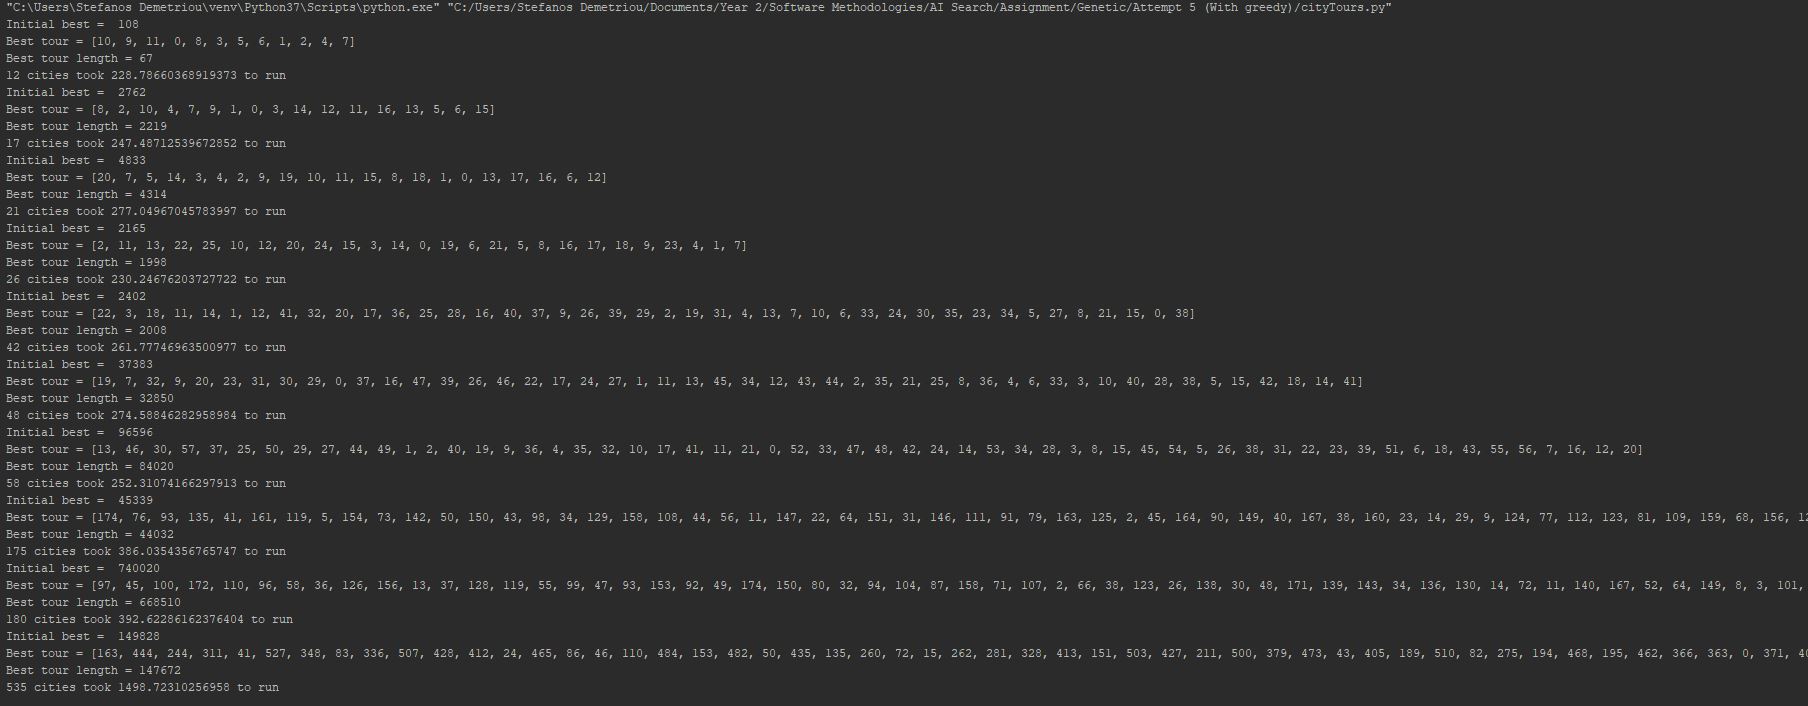 "C:\Users\Stefanos Demetriou\venv\Python37\Scripts\python.exe" "C:/Users/Stefanos Demetriou/Documents/Year 2/Software Methodologies/AI Search/Assignment/Genetic/Attempt 5 (With greedy)/cityTours.py"
Initial best =  108
Best tour = [10, 9, 11, 0, 8, 3, 5, 6, 1, 2, 4, 7]
Best tour length = 67
12 cities took 228.78660368919373 to run
Initial best =  2762
Best tour = [8, 2, 10, 4, 7, 9, 1, 0, 3, 14, 12, 11, 16, 13, 5, 6, 15]
Best tour length = 2219
17 cities took 247.48712539672852 to run
Initial best =  4833
Best tour = [20, 7, 5, 14, 3, 4, 2, 9, 19, 10, 11, 15, 8, 18, 1, 0, 13, 17, 16, 6, 12]
Best tour length = 4314
21 cities took 277.04967045783997 to run
Initial best =  2165
Best tour = [2, 11, 13, 22, 25, 10, 12, 20, 24, 15, 3, 14, 0, 19, 6, 21, 5, 8, 16, 17, 18, 9, 23, 4, 1, 7]
Best tour length = 1998
26 cities took 230.24676203727722 to run
Initial best =  2402
Best tour = [22, 3, 18, 11, 14, 1, 12, 41, 32, 20, 17, 36, 25, 28, 16, 40, 37, 9, 26, 39, 29, 2, 19, 31, 4, 13, 7, 10, 6, 33, 24, 30, 35, 23, 34, 5, 27, 8, 21, 15, 0, 38]
Best tour length = 2008
42 cities took 261.77746963500977 to run
Initial best =  37383
Best tour = [19, 7, 32, 9, 20, 23, 31, 30, 29, 0, 37, 16, 47, 39, 26, 46, 22, 17, 24, 27, 1, 11, 13, 45, 34, 12, 43, 44, 2, 35, 21, 25, 8, 36, 4, 6, 33, 3, 10, 40, 28, 38, 5, 15, 42, 18, 14, 41]
Best tour length = 32850
48 cities took 274.58846282958984 to run
Initial best =  96596
Best tour = [13, 46, 30, 57, 37, 25, 50, 29, 27, 44, 49, 1, 2, 40, 19, 9, 36, 4, 35, 32, 10, 17, 41, 11, 21, 0, 52, 33, 47, 48, 42, 24, 14, 53, 34, 28, 3, 8, 15, 45, 54, 5, 26, 38, 31, 22, 23, 39, 51, 6, 18, 43, 55, 56, 7, 16, 12, 20]
Best tour length = 84020
58 cities took 252.31074166297913 to run
Initial best =  45339
Best tour = [174, 76, 93, 135, 41, 161, 119, 5, 154, 73, 142, 50, 150, 43, 98, 34, 129, 158, 108, 44, 56, 11, 147, 22, 64, 151, 31, 146, 111, 91, 79, 163, 125, 2, 45, 164, 90, 149, 40, 167, 38, 160, 23, 14, 29, 9, 124, 77, 112, 123, 81, 109, 159, 68, 156,
Best tour length = 44032
175 cities took 386.0354356765747 to run
Initial best =  740020
Best tour = [97, 45, 100, 172, 110, 96, 58, 36, 126, 156, 13, 37, 128, 119, 55, 99, 47, 93, 153, 92, 49, 174, 150, 80, 32, 94, 104, 87, 158, 71, 107, 2, 66, 38, 123, 26, 138, 30, 48, 171, 139, 143, 34, 136, 130, 14, 72, 11, 140, 167, 52, 64, 149, 8, 3, 101,
Best tour length = 668510
180 cities took 392.62286162376404 to run
Initial best =  149828
Best tour = [163, 444, 244, 311, 41, 527, 348, 83, 336, 507, 428, 412, 24, 465, 86, 46, 110, 484, 153, 482, 50, 435, 135, 260, 72, 15, 262, 281, 328, 413, 151, 503, 427, 211, 500, 379, 473, 43, 405, 189, 510, 82, 275, 194, 468, 195, 462, 366, 363, 0, 371,
Best tour length = 147672
535 cities took 1498.72310256958 to run